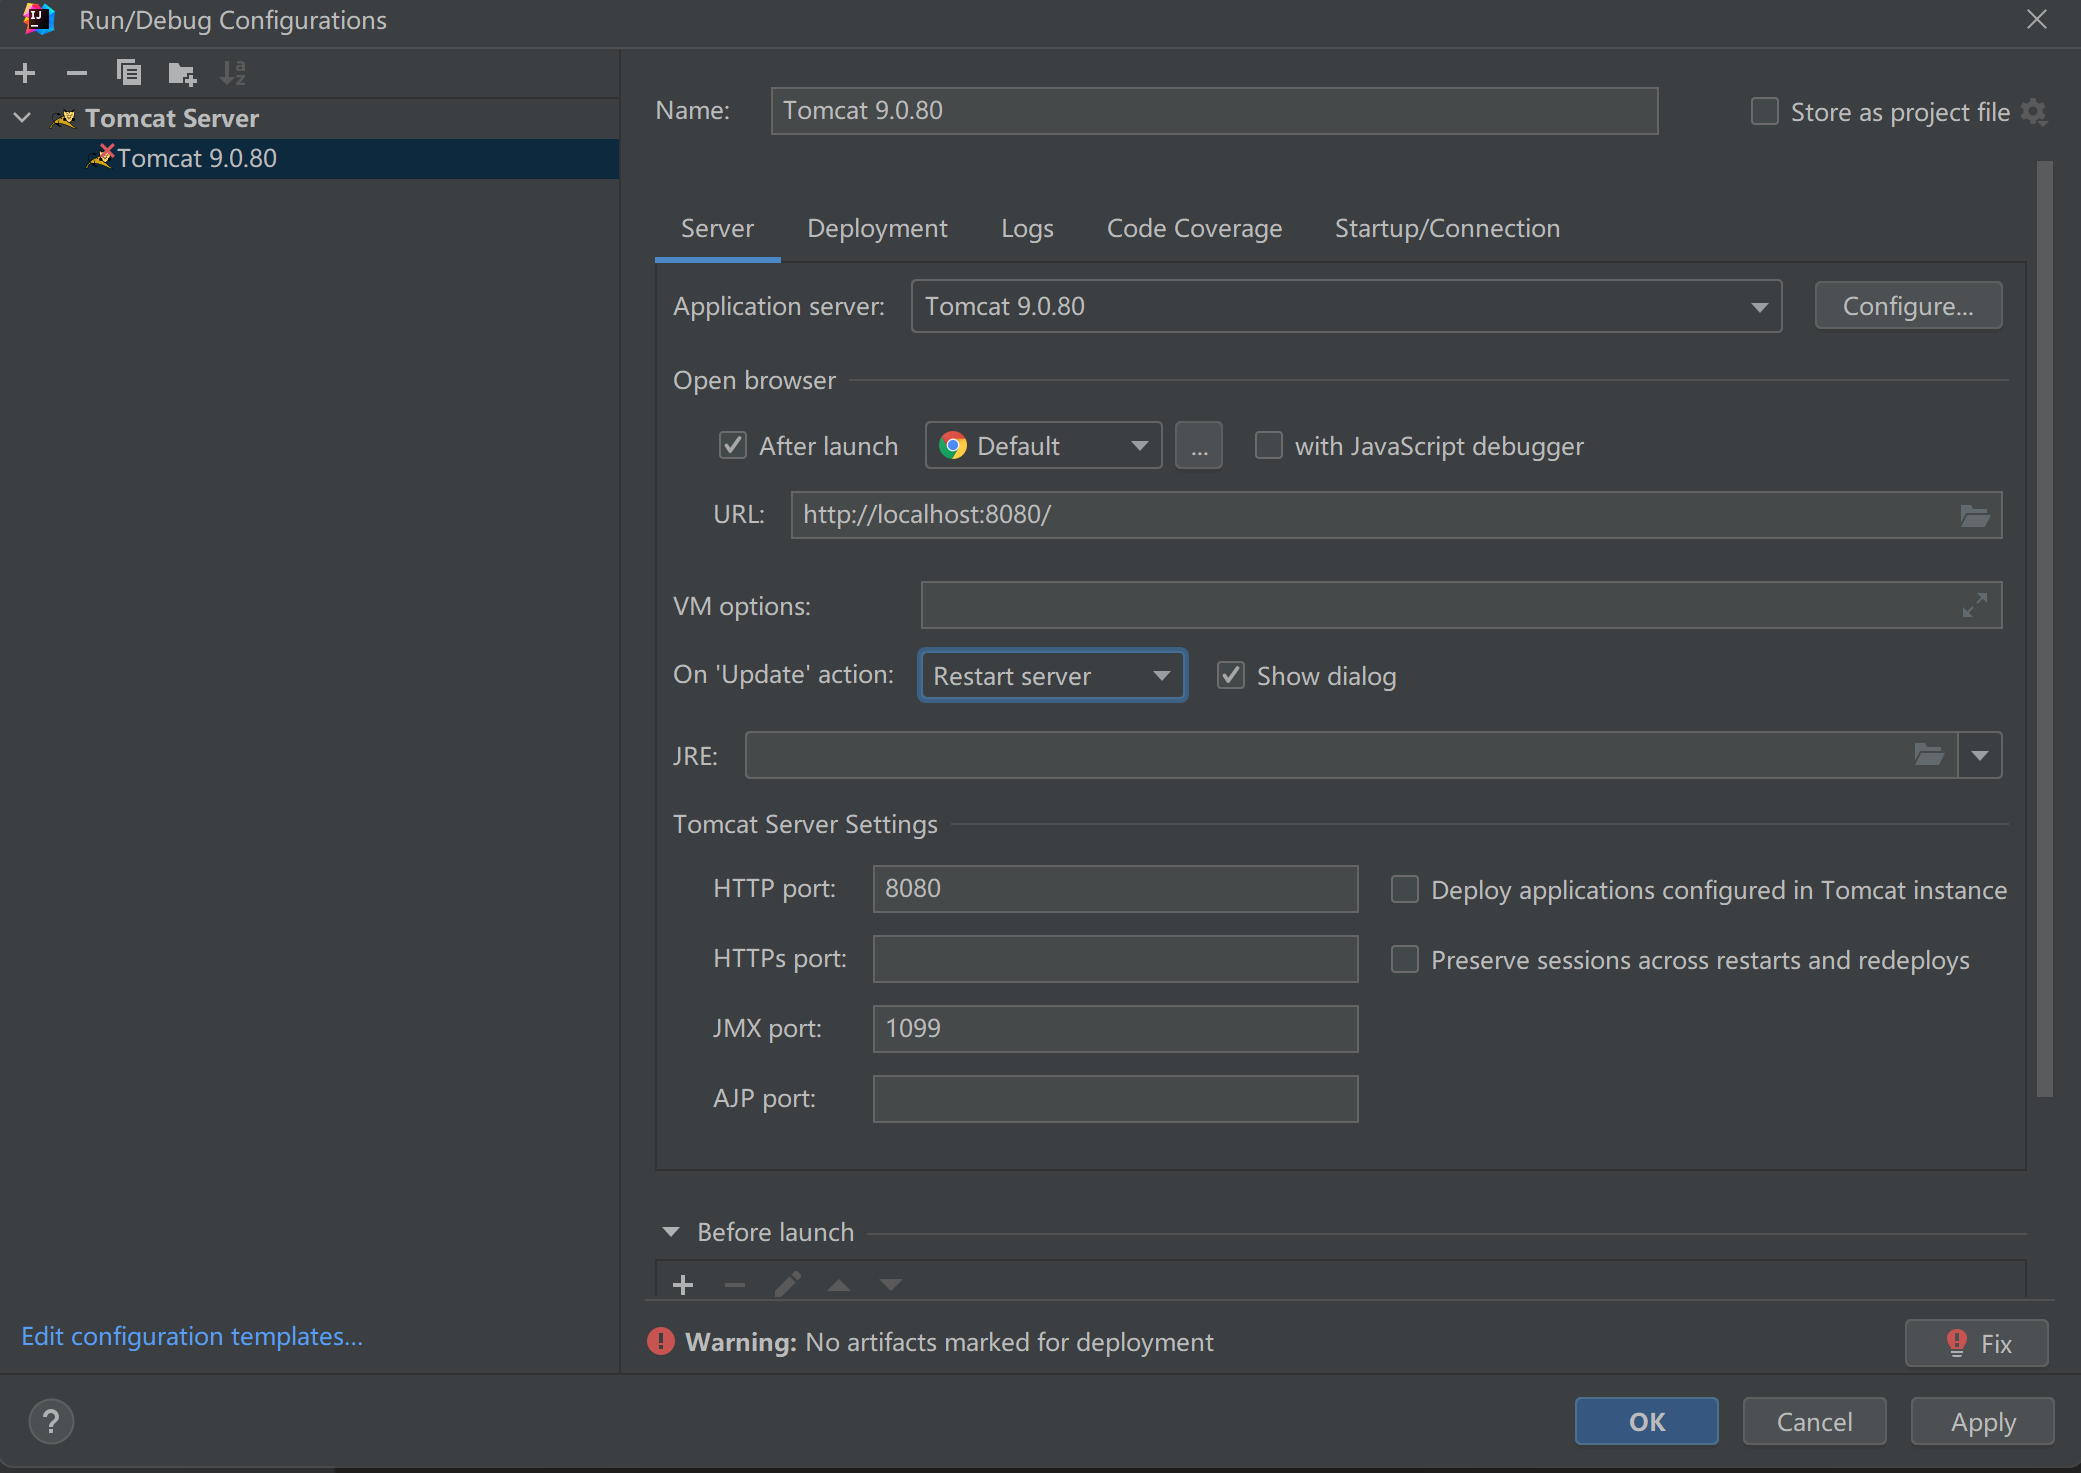 Run/Debug Configurations
Tomcat Server
Tomcat 9.0.80
Edit configuration templates...
Name: Tomcat 9.0.80 Store as project file
Server Deployment Logs Code Coverage Startup/Connection
Application server: Tomcat 9.0.80 Configure...
Open browser
After launch Default ... with JavaScript debugger
URL: http://localhost:8080/
VM options:
On 'Update' action: Restart server Show dialog
JRE:
Tomcat Server Settings
HTTP port: 8080 Deploy applications configured in Tomcat instance
HTTPs port: Preserve sessions across restarts and redeploys
JMX port: 1099
AJP port:
Before launch
Warning: No artifacts marked for deployment Fix
? OK Cancel Apply